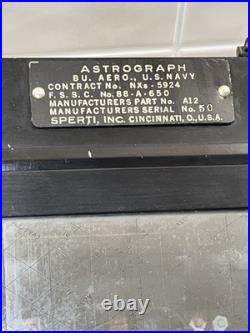 ASTROGRAPH
BU. AERO., U.S. NAVY
CONTRACT No. NXs-5924
F. S. S. C. No. 88-A-650
MANUFACTURERS PART No. A12
MANUFACTURERS SERIAL No. 50
SPERTI, INC. CINCINNATI, O., U.S.A.